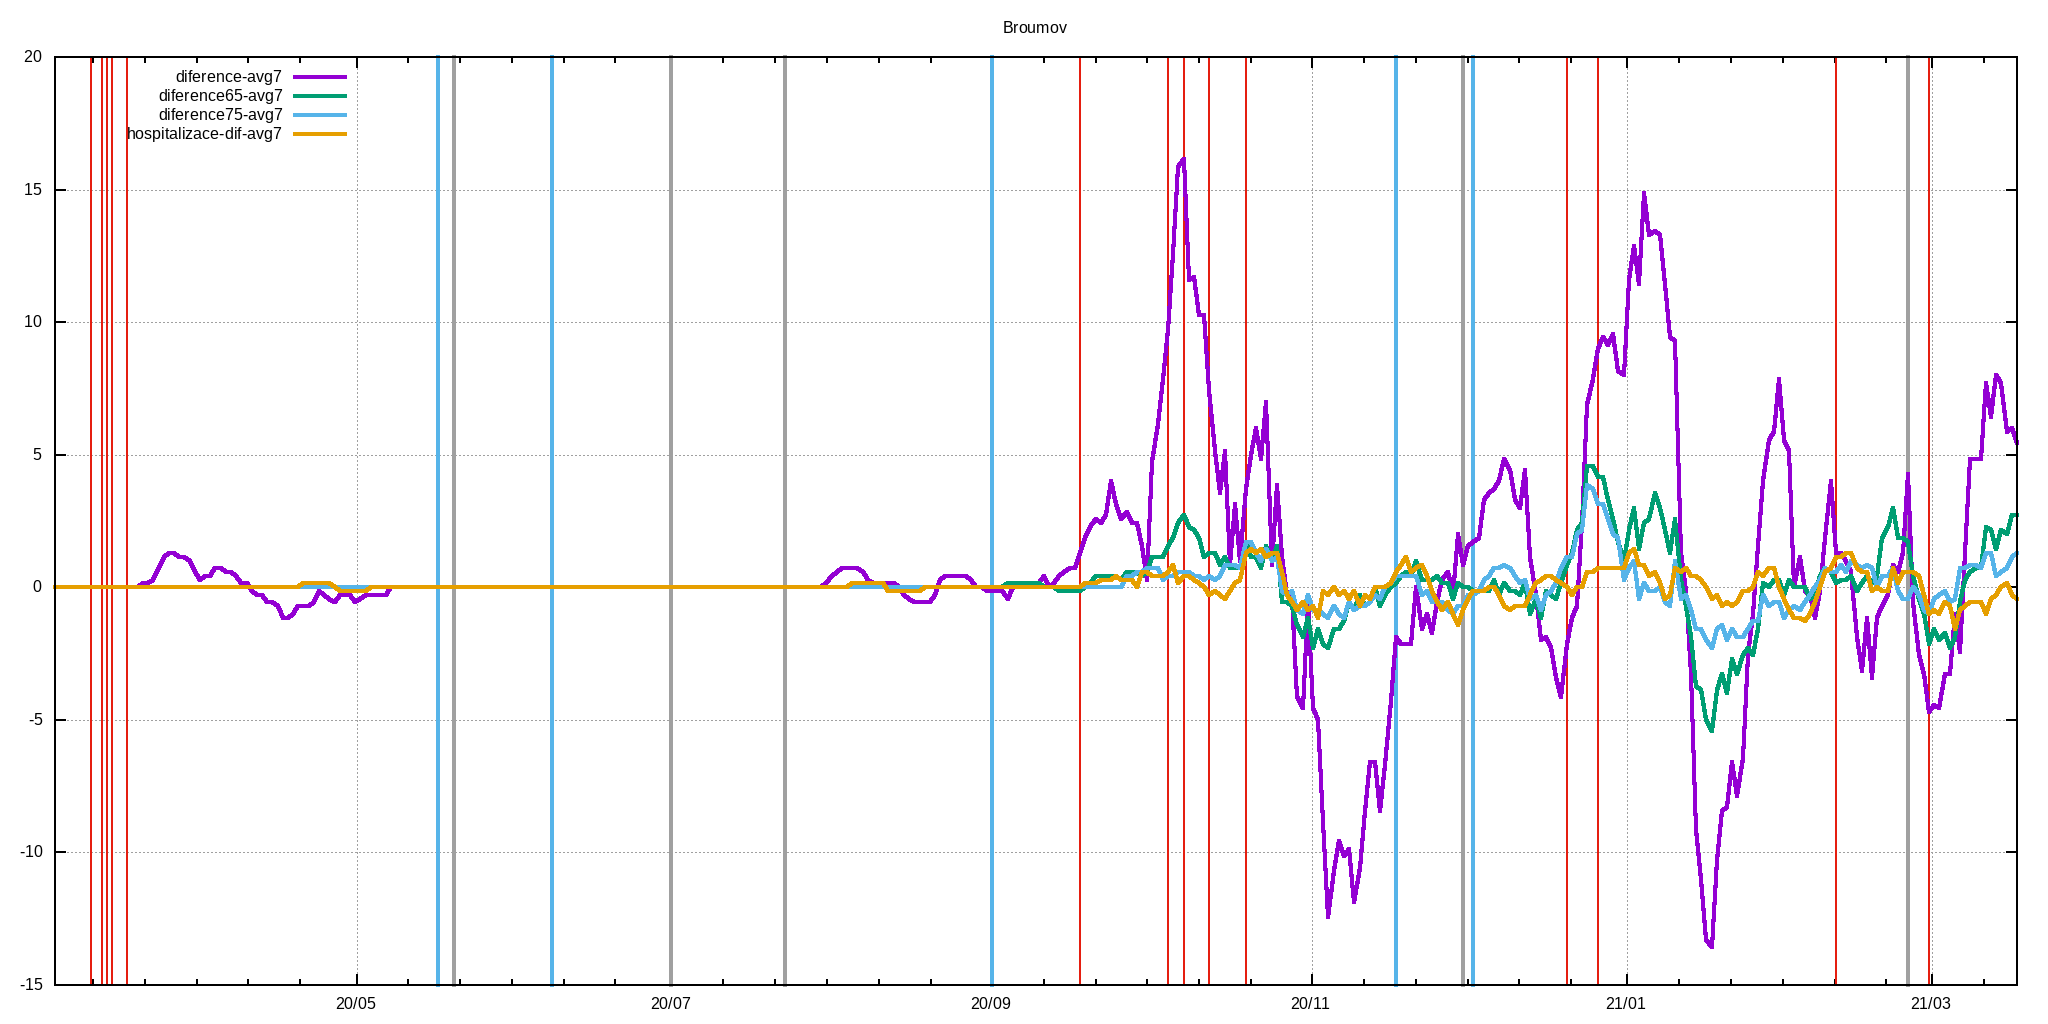 Broumov
20
diference-avg7
diference65-avg7
diference75-avg7
hospitalizace-dif-avg7
15
10
5
0
-5
-10
-15
20/05 20/07 20/09 20/11 21/01 21/03